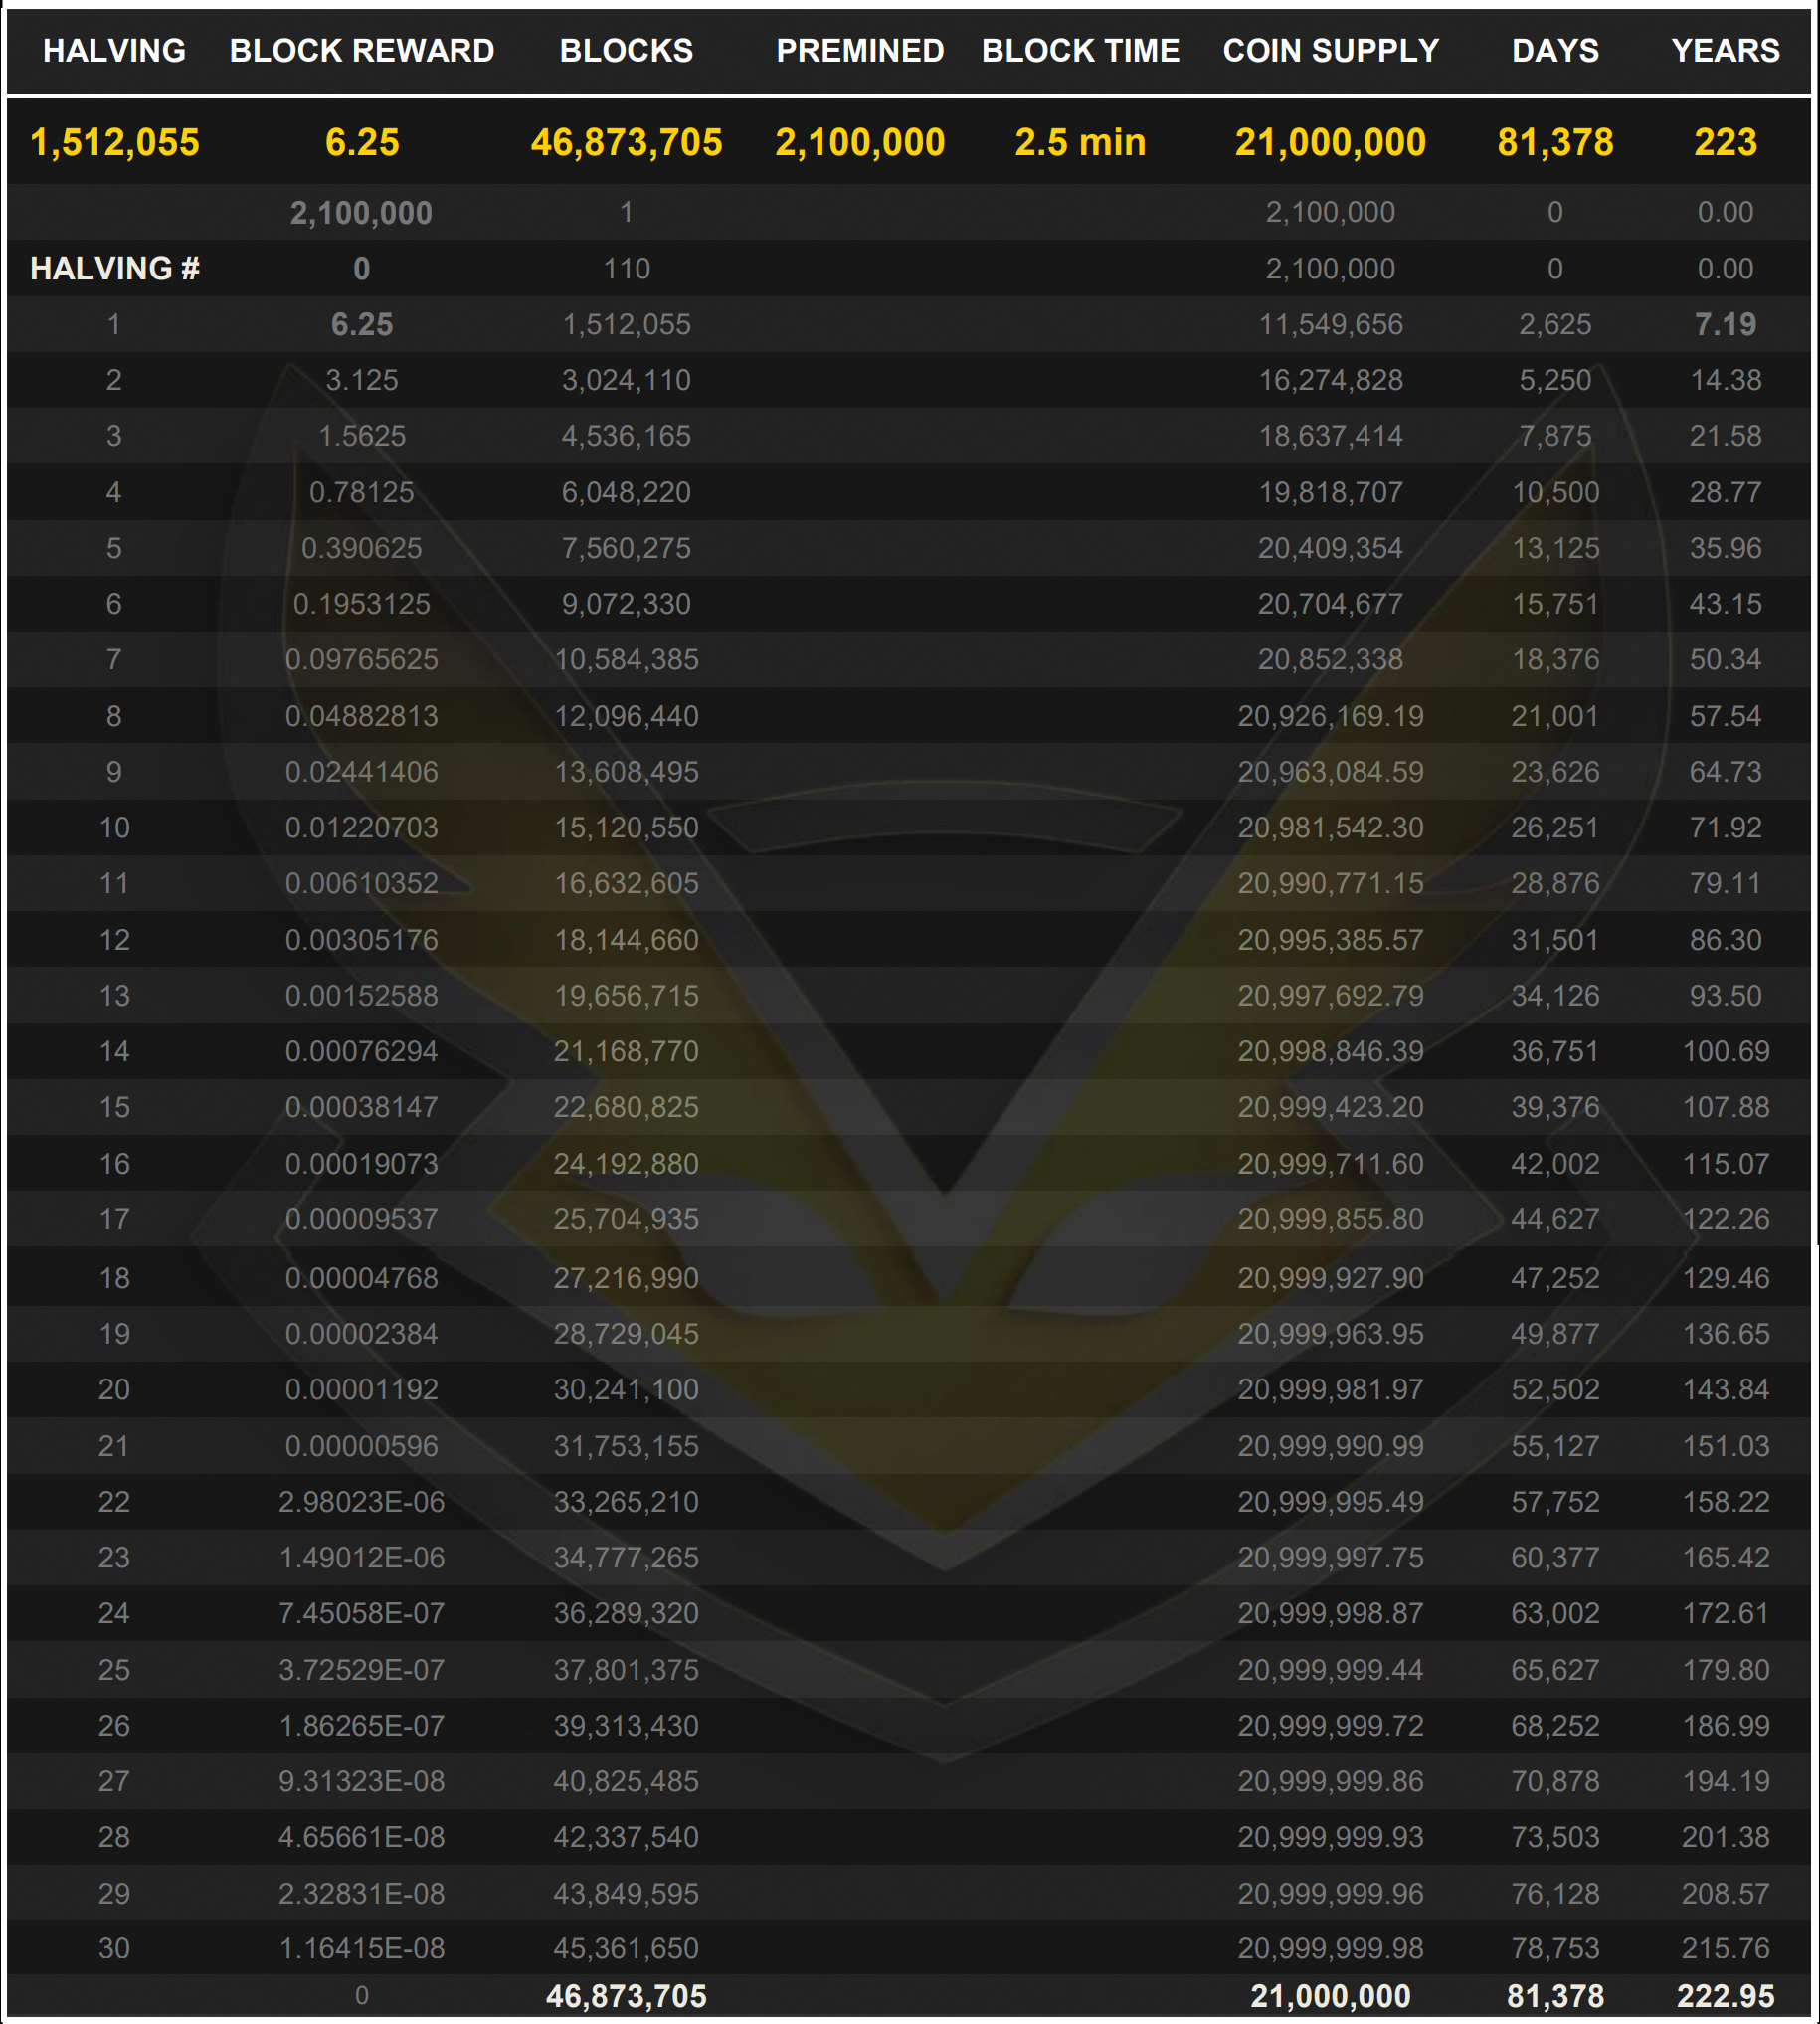 HALVING BLOCK REWARD BLOCKS PREMINED BLOCK TIME COIN SUPPLY DAYS YEARS
1,512,055 6.25 46,873,705 2,100,000 2.5 min 21,000,000 81,378 223
2,100,000 1 2,100,000 0 0.00
HALVING # 0 110 2,100,000 0 0.00
1 6.25 1,512,055 11,549,656 2,625 7.19
2 3.125 3,024,110 16,274,828 5,250 14.38
3 1.5625 4,536,165 18,637,414 7,875 21.58
4 0.78125 6,048,220 19,818,707 10,500 28.77
5 0.390625 7,560,275 20,409,354 13,125 35.96
6 0.1953125 9,072,330 20,704,677 15,751 43.15
7 0.09765625 10,584,385 20,852,338 18,376 50.34
8 0.04882813 12,096,440 20,926,169.19 21,001 57.54
9 0.02441406 13,608,495 20,963,084.59 23,626 64.73
10 0.01220703 15,120,550 20,981,542.30 26,251 71.92
11 0.00610352 16,632,605 20,990,771.15 28,876 79.11
12 0.00305176 18,144,660 20,995,385.57 31,501 86.30
13 0.00152588 19,656,715 20,997,692.79 34,126 93.50
14 0.00076294 21,168,770 20,998,846.39 36,751 100.69
15 0.00038147 22,680,825 20,999,423.20 39,376 107.88
16 0.00019073 24,192,880 20,999,711.60 42,002 115.07
17 0.00009537 25,704,935 20,999,855.80 44,627 122.26
18 0.00004768 27,216,990 20,999,927.90 47,252 129.46
19 0.00002384 28,729,045 20,999,963.95 49,877 136.65
20 0.00001192 30,241,100 20,999,981.97 52,502 143.84
21 0.00000596 31,753,155 20,999,990.99 55,127 151.03
22 2.98023E-06 33,265,210 20,999,995.49 57,752 158.22
23 1.49012E-06 34,777,265 20,999,997.75 60,377 165.42
24 7.45058E-07 36,289,320 20,999,998.87 63,002 172.61
25 3.72529E-07 37,801,375 20,999,999.44 65,627 179.80
26 1.86265E-07 39,313,430 20,999,999.72 68,252 186.99
27 9.31323E-08 40,825,485 20,999,999.86 70,878 194.19
28 4.65661E-08 42,337,540 20,999,999.93 73,503 201.38
29 2.32831E-08 43,849,595 20,999,999.96 76,128 208.57
30 1.16415E-08 45,361,650 20,999,999.98 78,753 215.76
0 46,873,705 21,000,000 81,378 222.95